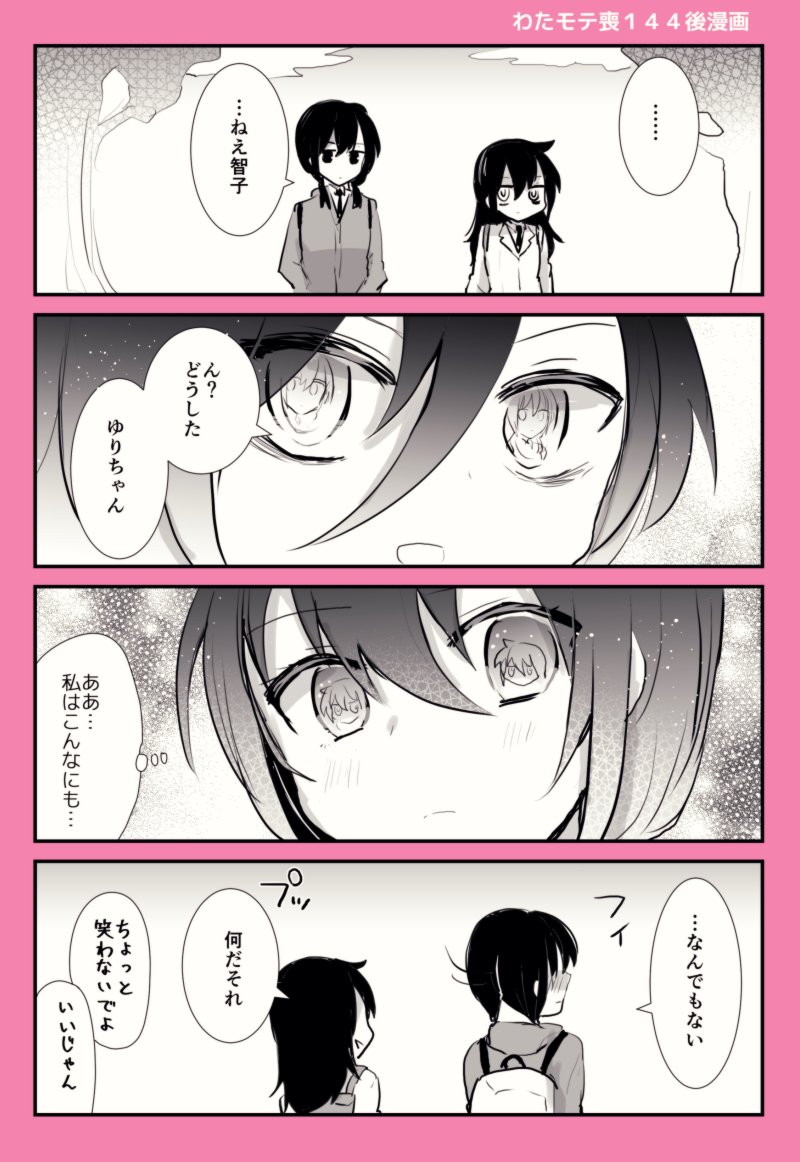 わたモテ喪１４４後漫画
……
…ねえ智子
ん？
どうした
ゆりちゃん
ああ…
私はこんなにも…
…なんでもない
フイ
プッ
何だそれ
ちょっと
笑わないでよ
いいじゃん